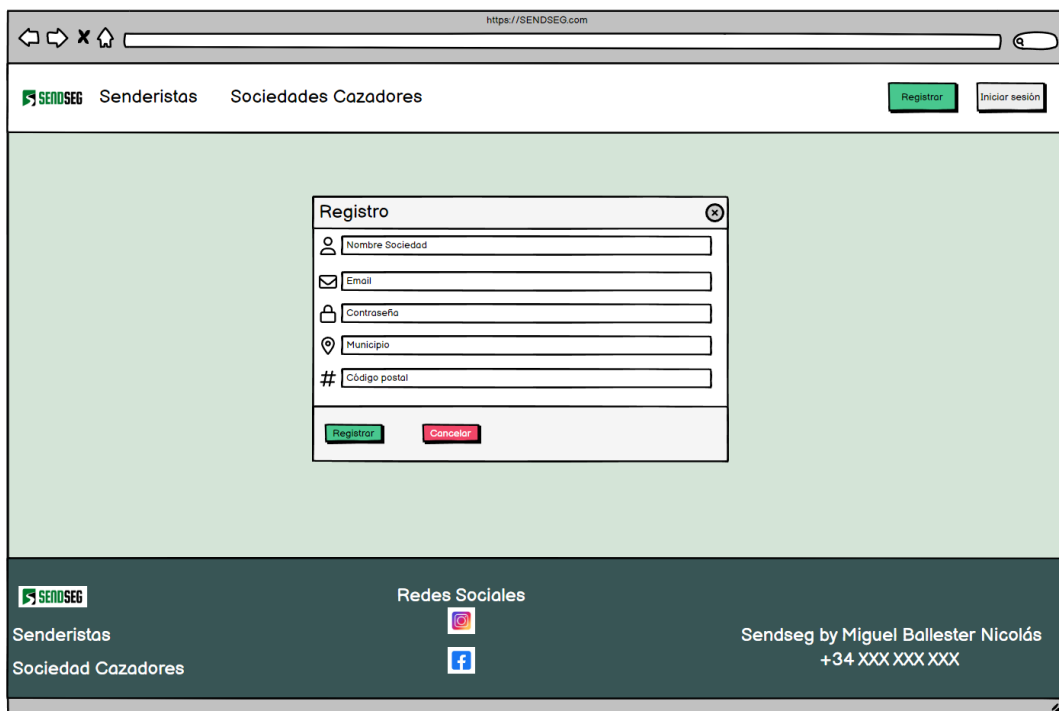 https://SENDSEG.com
SENDSEG Senderistas Sociedades Cazadores Registrar Iniciar sesión
Registro
Nombre Sociedad
Email
Contraseña
Municipio
Código postal
Registrar Cancelar
SENDSEG
Senderistas
Sociedad Cazadores
Redes Sociales
Sendseg by Miguel Ballester Nicolás
+34 XXX XXX XXX